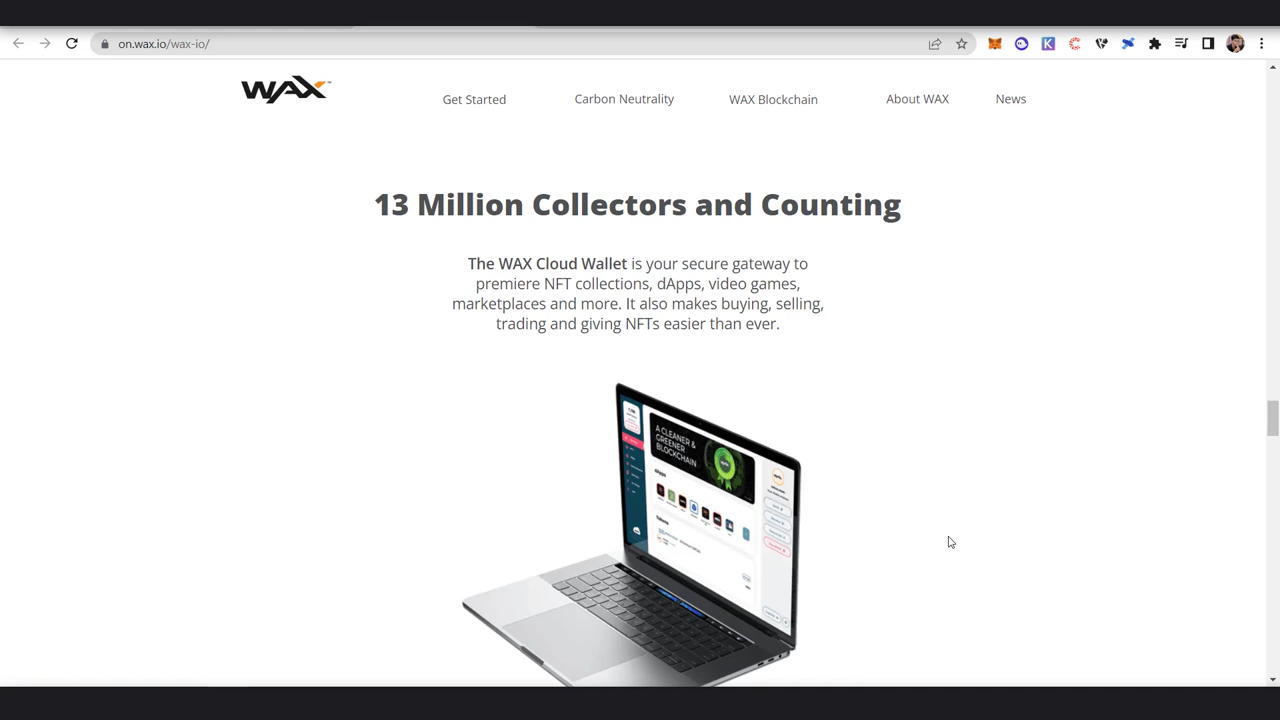 on.wax.io/wax-io/
WAX
Get Started
Carbon Neutrality
WAX Blockchain
About WAX
News
13 Million Collectors and Counting
The WAX Cloud Wallet is your secure gateway to
premiere NFT collections, dApps, video games,
marketplaces and more. It also makes buying, selling,
trading and giving NFTs easier than ever.
A CLEANER &
GREENER
BLOCKCHAIN
dApps
Tokens